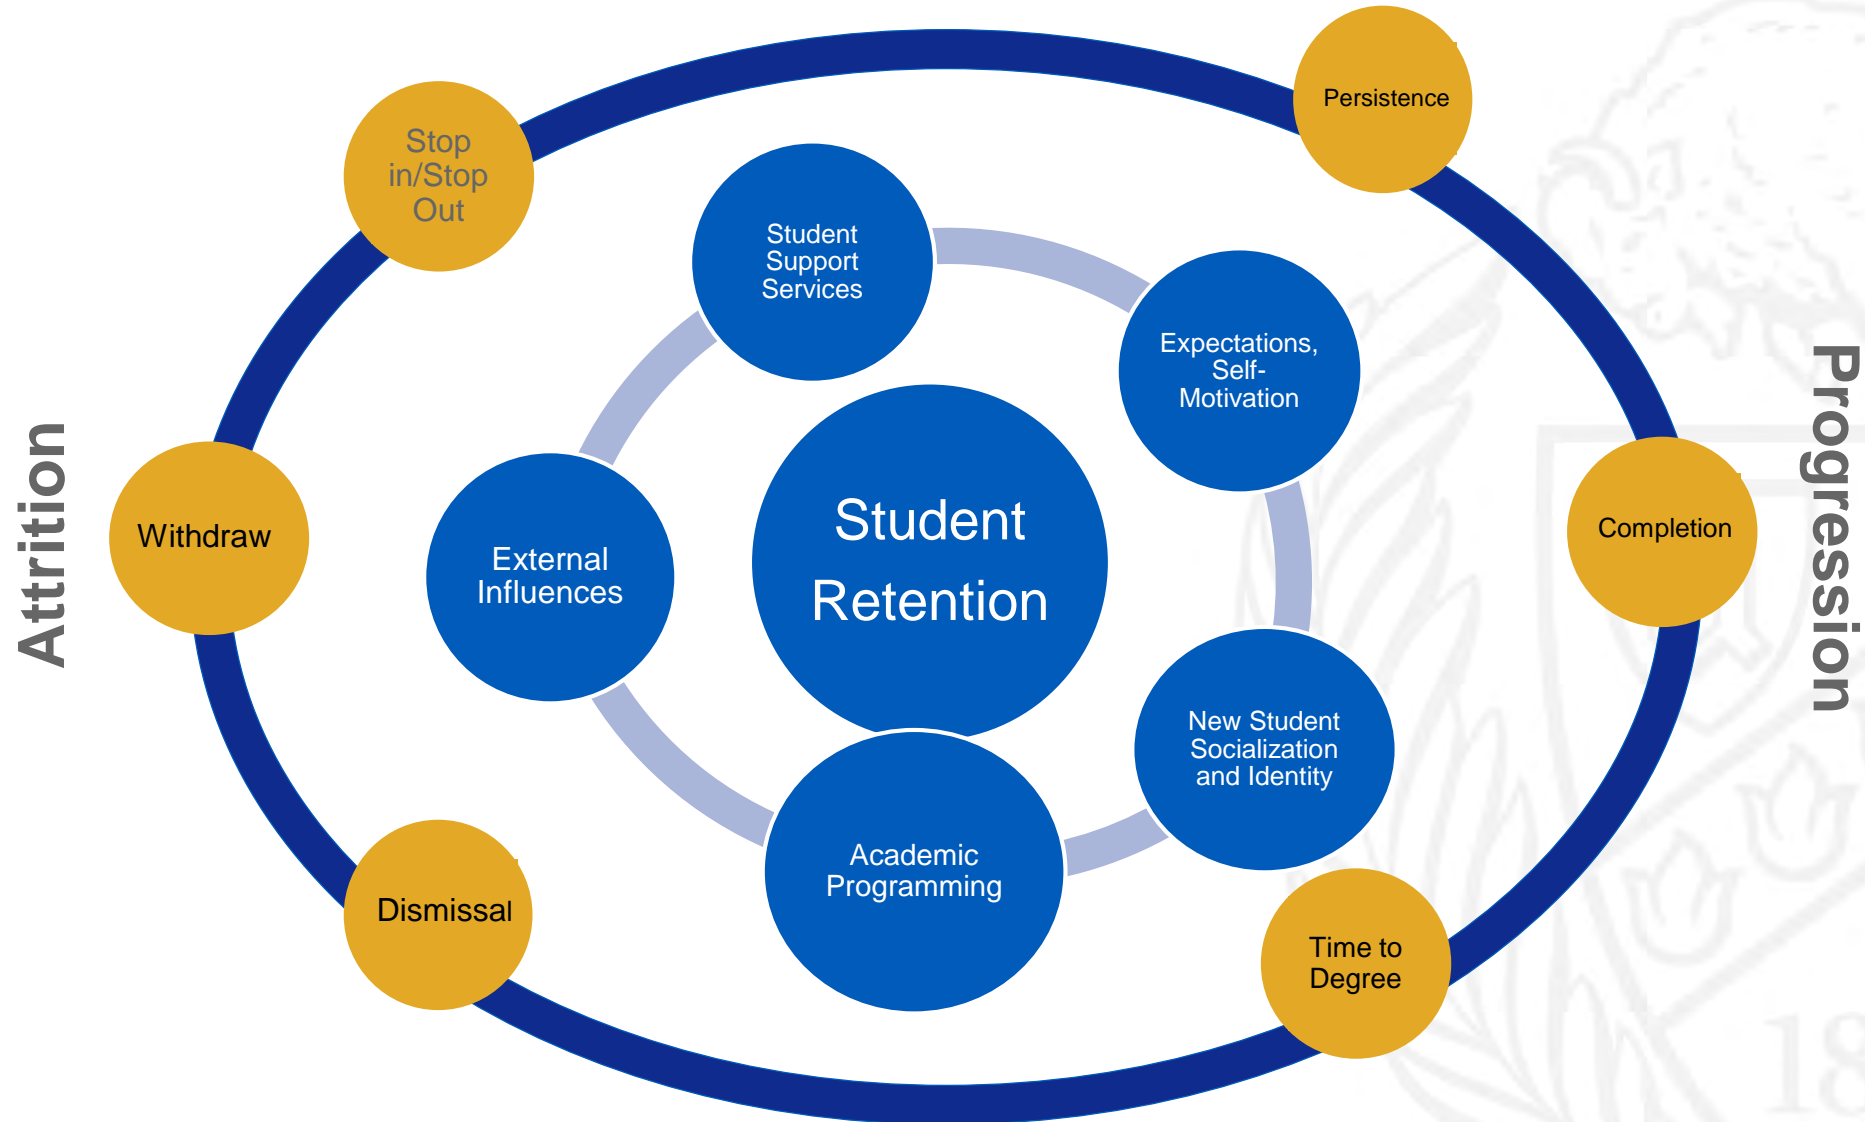 Persistence
Stop
in/Stop
Out
Student
Support
Services
Expectations,
Self-
Motivation
Attrition
Progression
Withdraw
External
Influences
Student
Retention
Completion
New Student
Socialization
and Identity
Academic
Programming
Dismissal
Time to
Degree
18